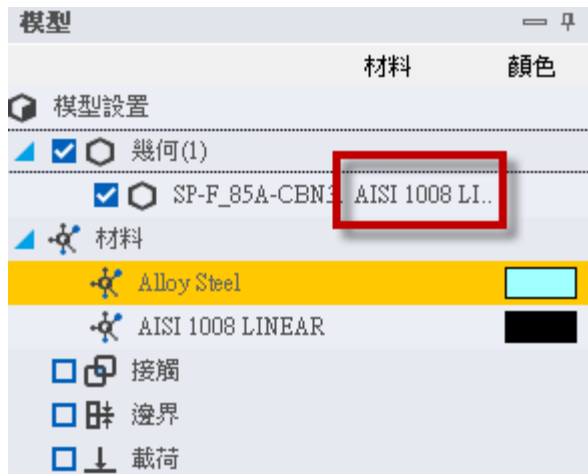 模型
材料 顏色
模型設置
幾何(1)
SP-F_85A-CBN3. AISI 1008 LI..
材料
Alloy Steel
AISI 1008 LINEAR
接觸
邊界
載荷